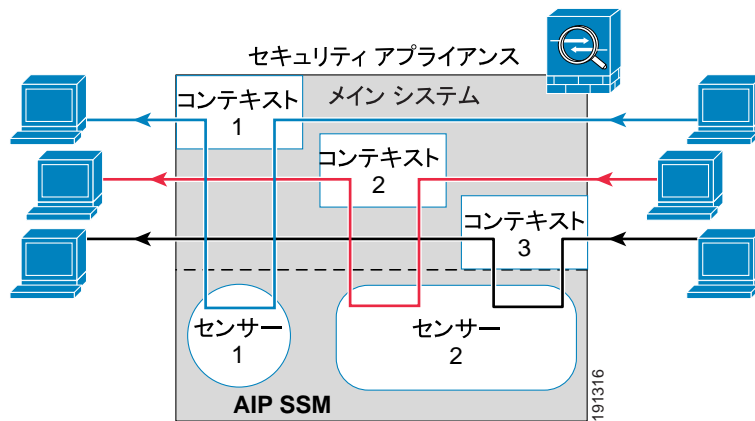 セキュリティ アプライアンス
コンテキスト
1
メイン システム
コンテキスト
2
コンテキスト
3
センサー
1
センサー
2
AIP SSM
191316